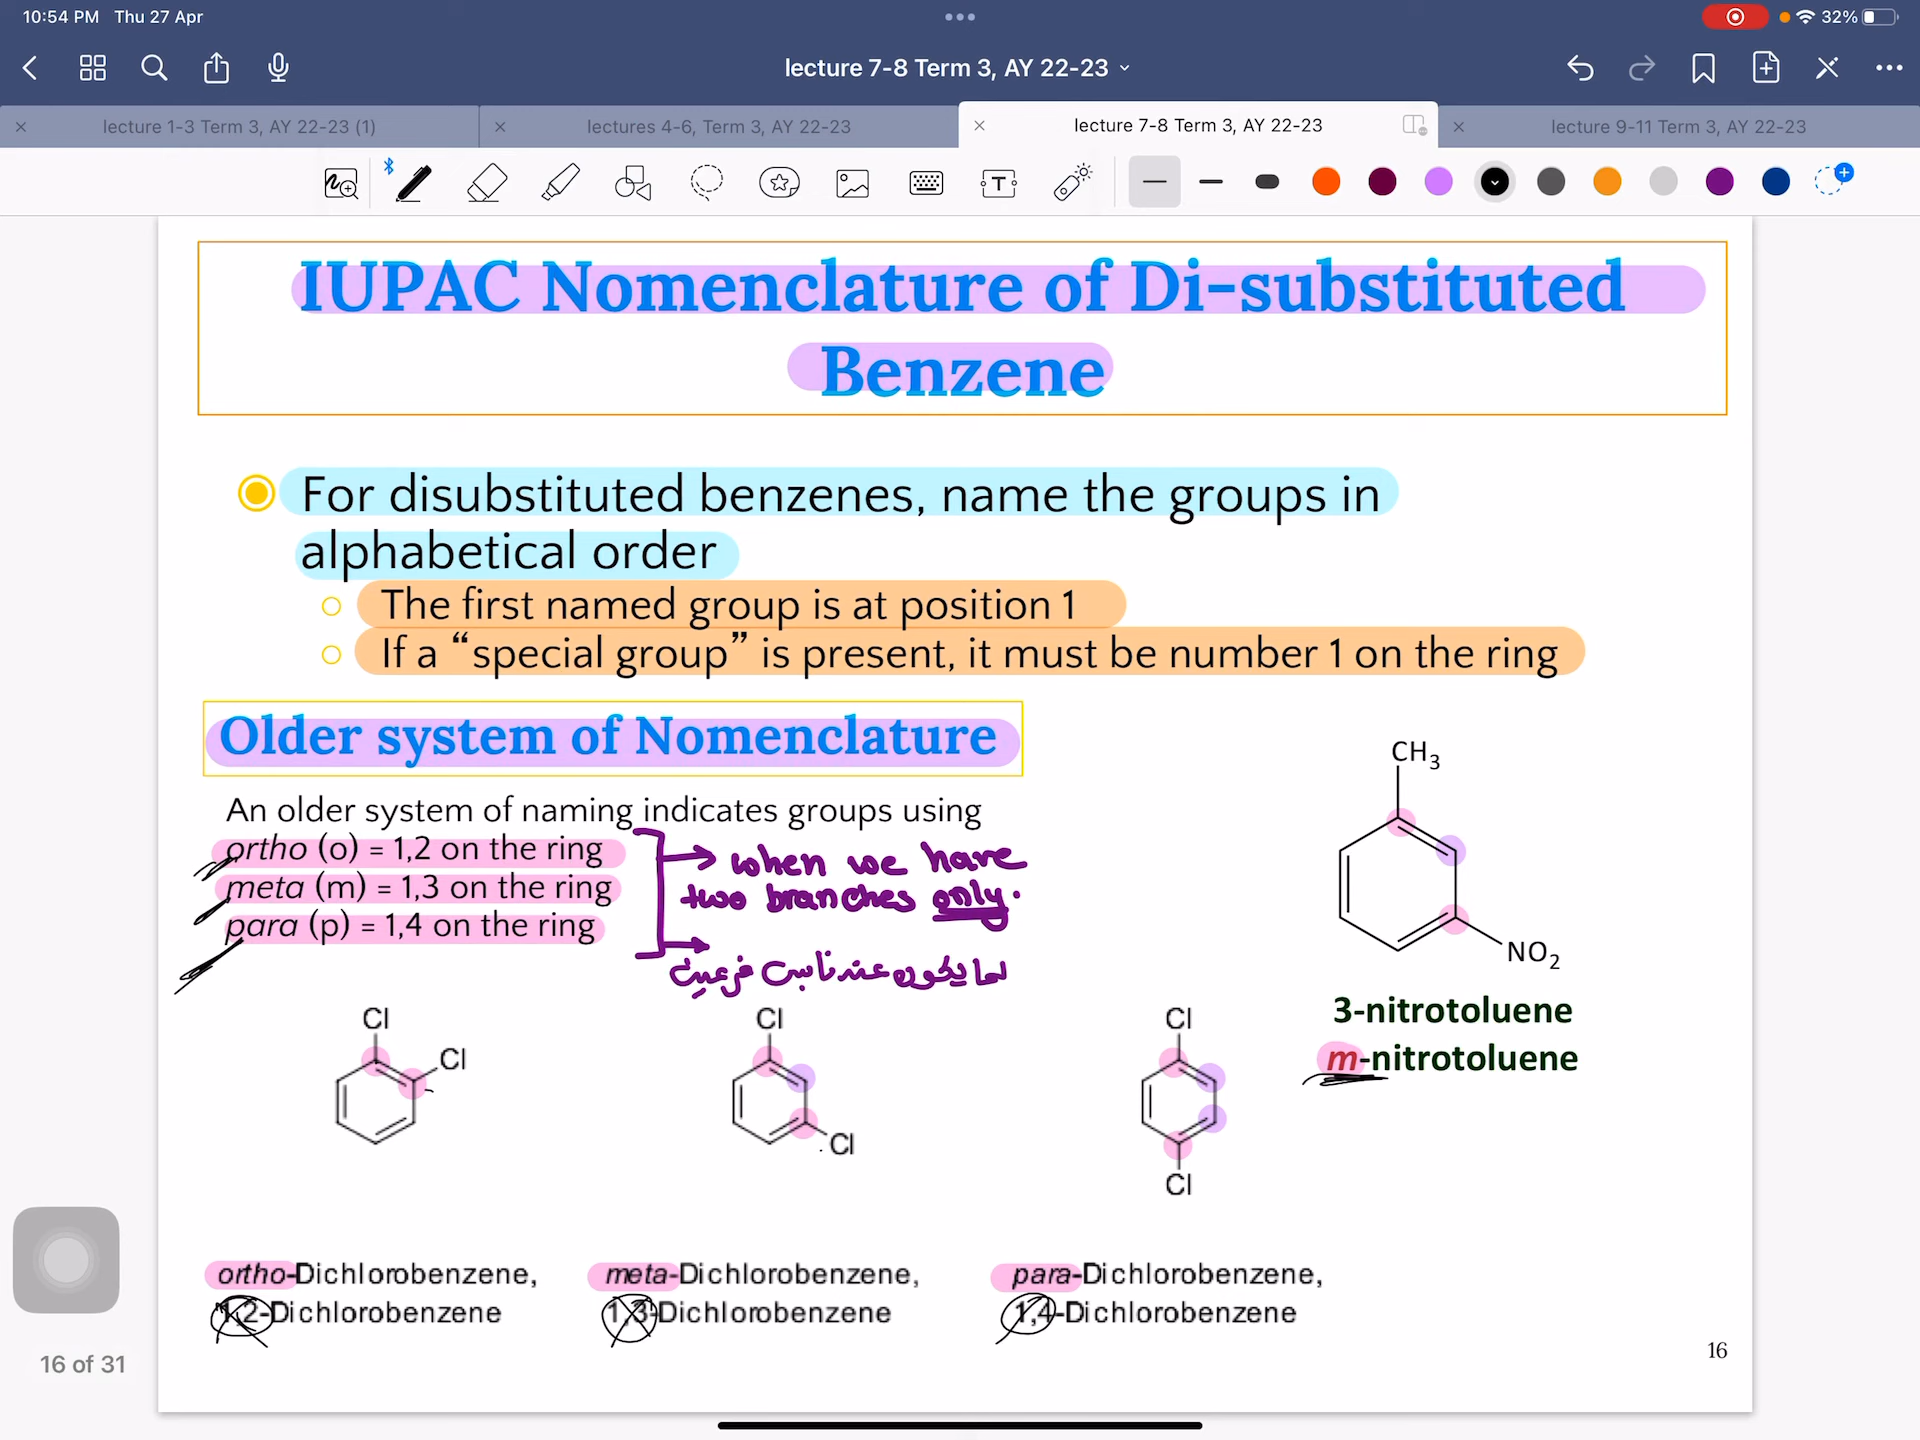 10:54 PM Thu 27 Apr
32%
lecture 7-8 Term 3, AY 22-23
lecture 1-3 Term 3, AY 22-23 (1)
lectures 4-6, Term 3, AY 22-23
lecture 7-8 Term 3, AY 22-23
lecture 9-11 Term 3, AY 22-23
IUPAC Nomenclature of Di-substituted
Benzene
For disubstituted benzenes, name the groups in
alphabetical order
The first named group is at position 1
If a “special group” is present, it must be number 1 on the ring
Older system of Nomenclature
An older system of naming indicates groups using
ortho (o) = 1,2 on the ring
meta (m) = 1,3 on the ring
para (p) = 1,4 on the ring
when we have
two branches only.
لما يكون عندنا بس فرعين
CH3
NO2
3-nitrotoluene
m-nitrotoluene
Cl
Cl
Cl
Cl
Cl
Cl
ortho-Dichlorobenzene,
1,2-Dichlorobenzene
meta-Dichlorobenzene,
1,3-Dichlorobenzene
para-Dichlorobenzene,
1,4-Dichlorobenzene
16 of 31
16